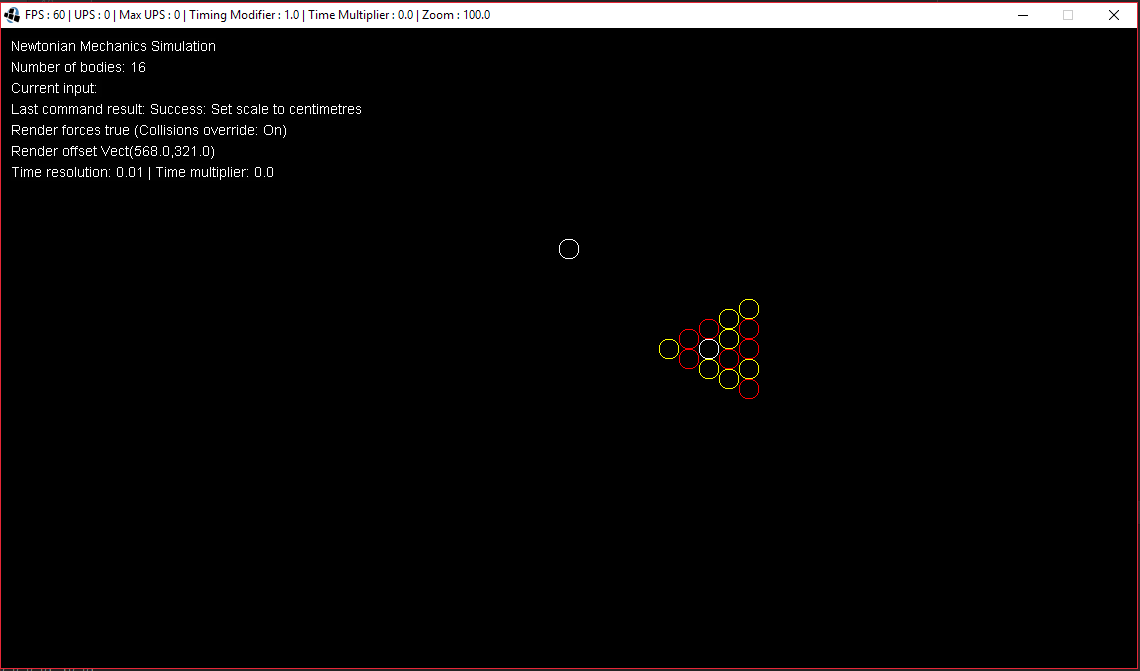 FPS : 60 | UPS : 0 | Max UPS : 0 | Timing Modifier : 1.0 | Time Multiplier : 0.0 | Zoom : 100.0
Newtonian Mechanics Simulation
Number of bodies: 16
Current input:
Last command result: Success: Set scale to centimetres
Render forces true (Collisions override: On)
Render offset Vect(568.0,321.0)
Time resolution: 0.01 | Time multiplier: 0.0